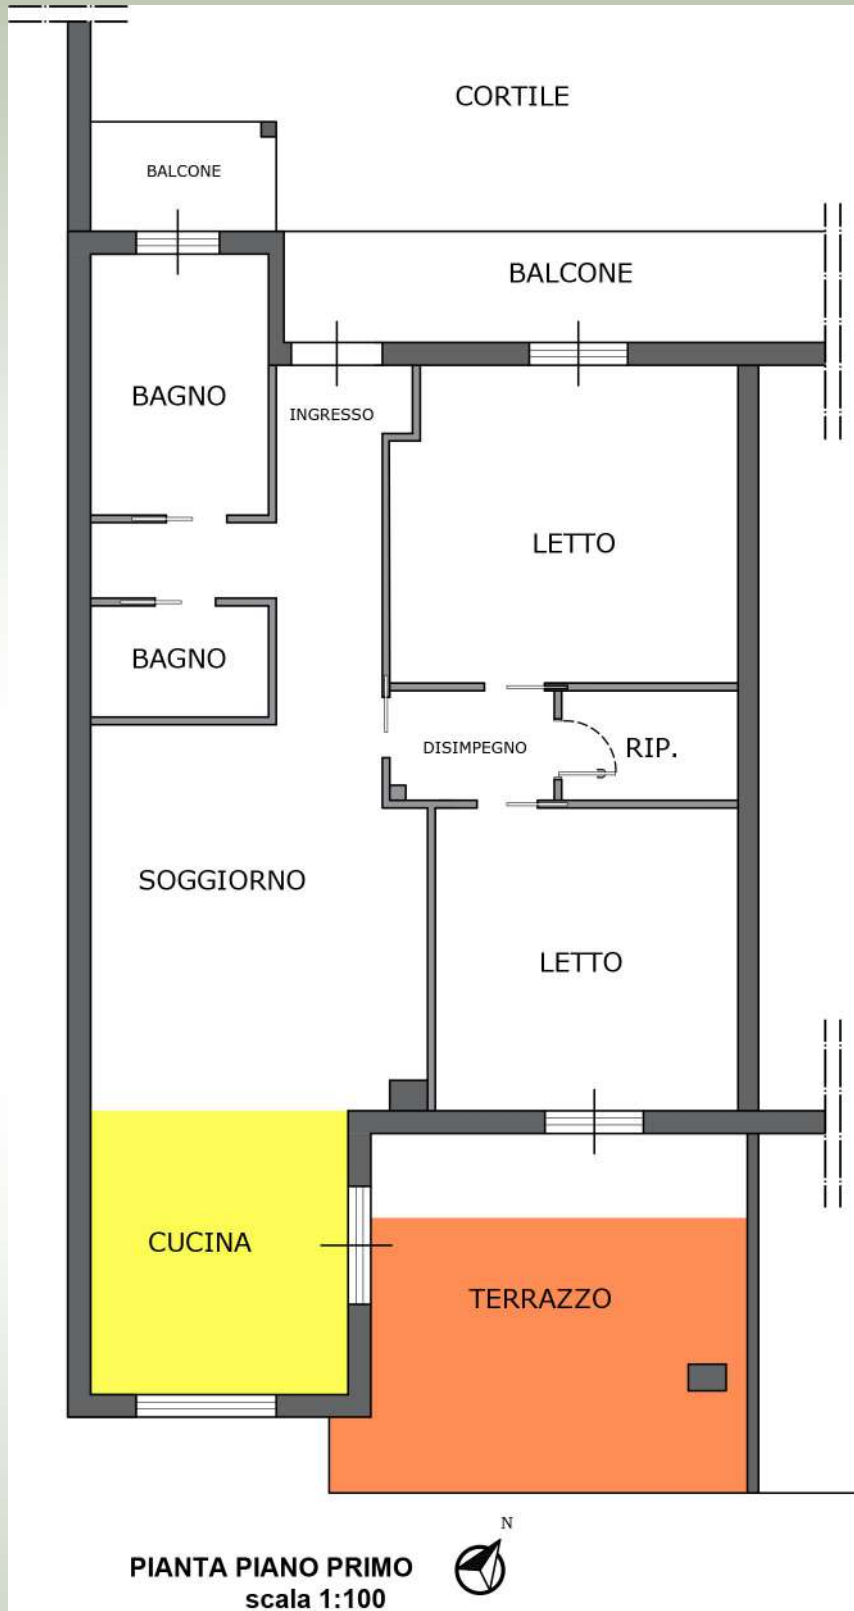 CORTILE
BALCONE
BALCONE
BAGNO
INGRESSO
LETTO
BAGNO
DISIMPEGNO
RIP.
SOGGIORNO
LETTO
CUCINA
TERRAZZO
N
PIANTA PIANO PRIMO
scala 1:100